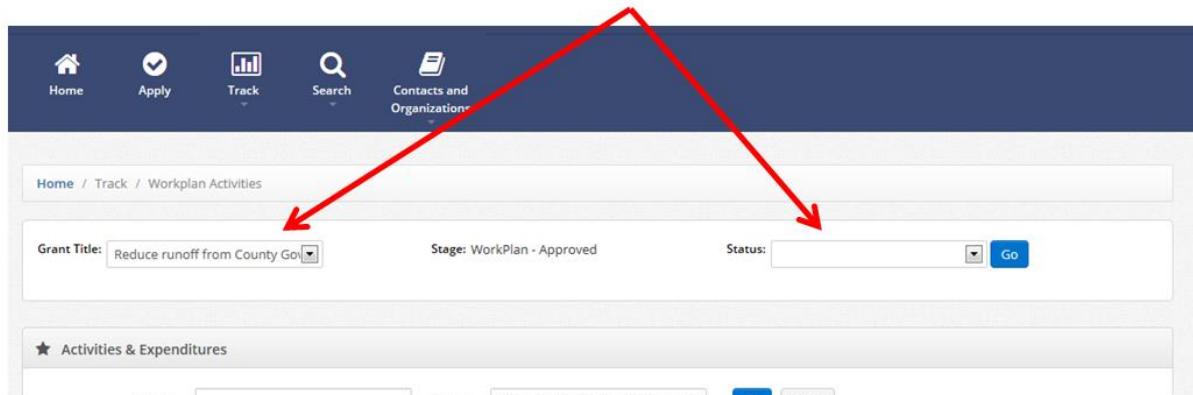 Home Apply Track Search Contacts and
Organizations
Home / Track / Workplan Activities
Grant Title: Reduce runoff from County Gov Stage: WorkPlan - Approved Status: Go
Activities & Expenditures